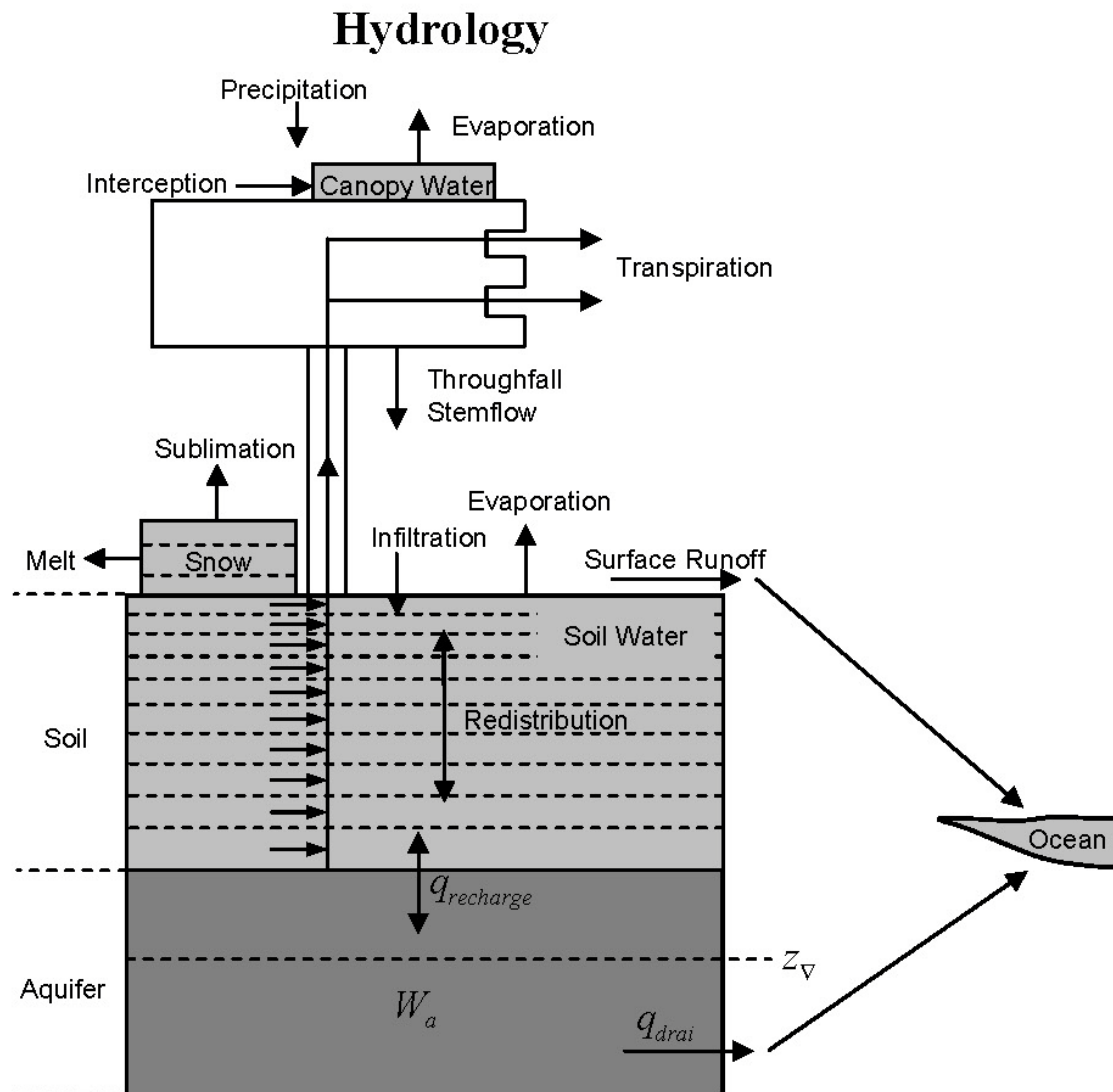 Hydrology
Precipitation
Evaporation
Interception
Canopy Water
Transpiration
Throughfall
Stemflow
Sublimation
Evaporation
Melt
Snow
Infiltration
Surface Runoff
Soil Water
Soil
Redistribution
Ocean
q_recharge
z_∇
Aquifer
W_a
q_drai